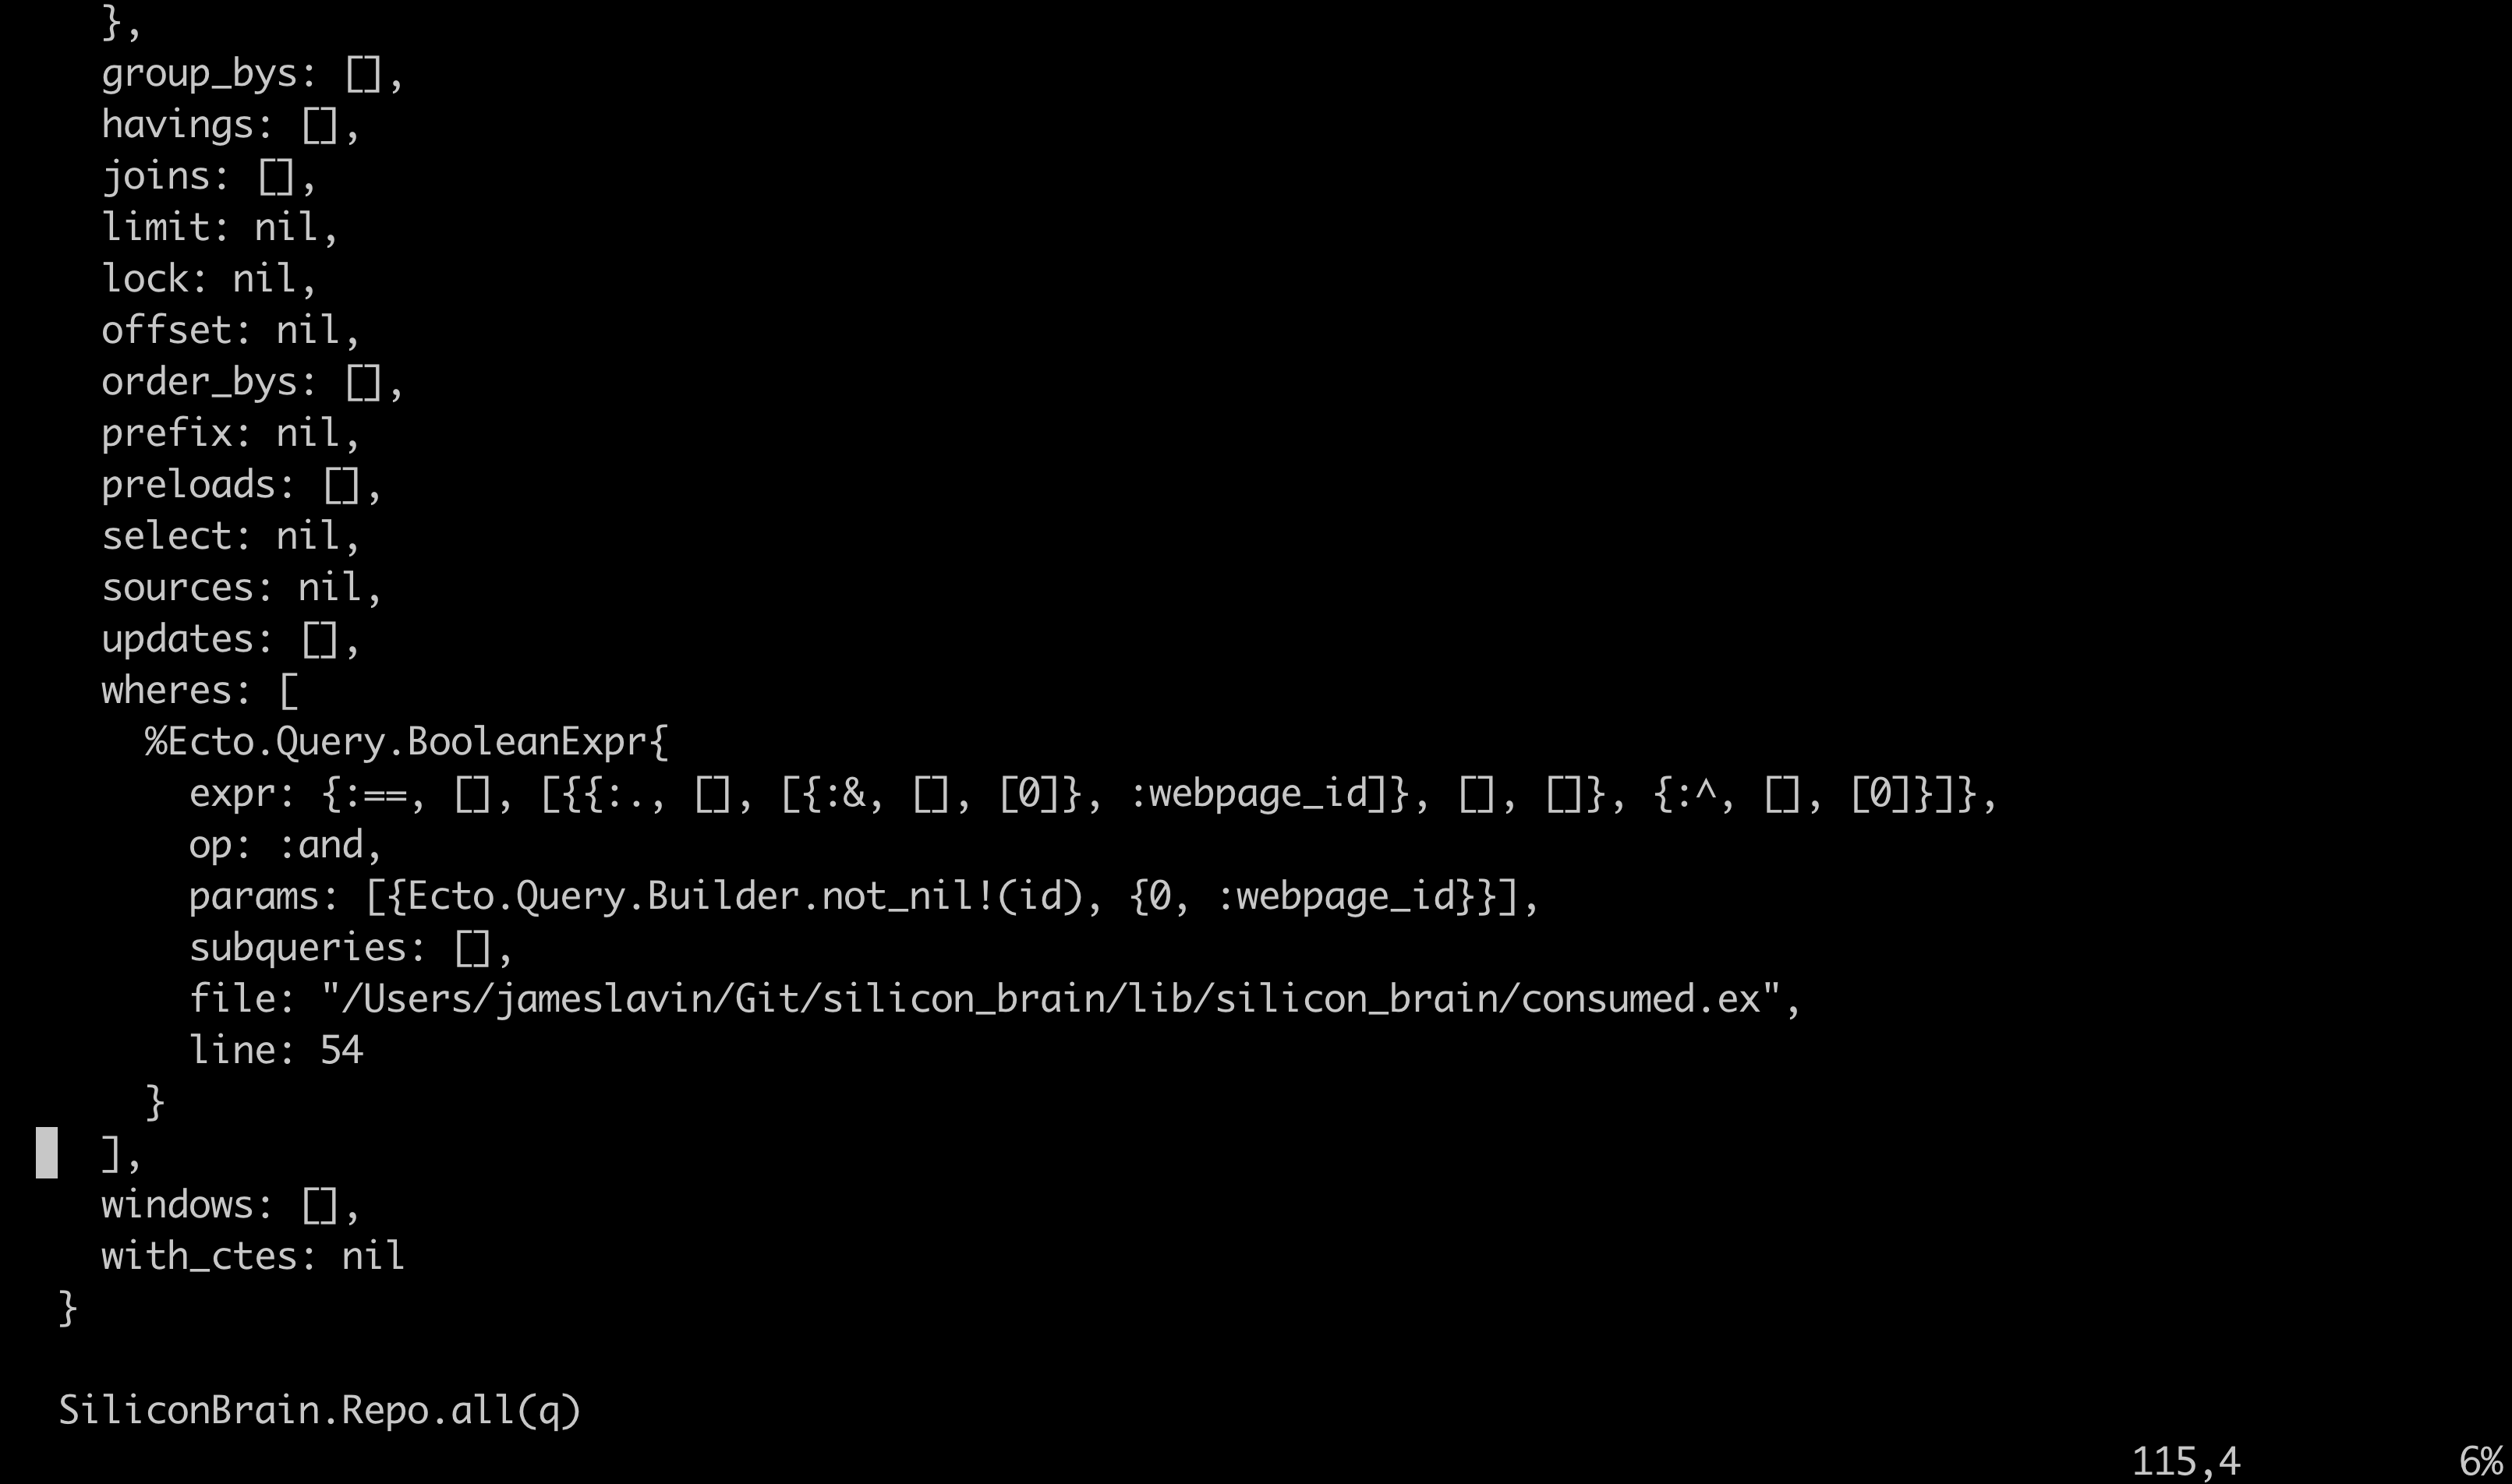 },
group_bys: [],
havings: [],
joins: [],
limit: nil,
lock: nil,
offset: nil,
order_bys: [],
prefix: nil,
preloads: [],
select: nil,
sources: nil,
updates: [],
wheres: [
%Ecto.Query.BooleanExpr{
expr: {:==, [], [{{:., [], [{:&, [], [0]}, :webpage_id]}, [], []}, {:^, [], [0]}]},
op: :and,
params: [{Ecto.Query.Builder.not_nil!(id), {0, :webpage_id}}],
subqueries: [],
file: "/Users/jameslavin/Git/silicon_brain/lib/silicon_brain/consumed.ex",
line: 54
}
],
windows: [],
with_ctes: nil
}
SiliconBrain.Repo.all(q)
115,4 6%